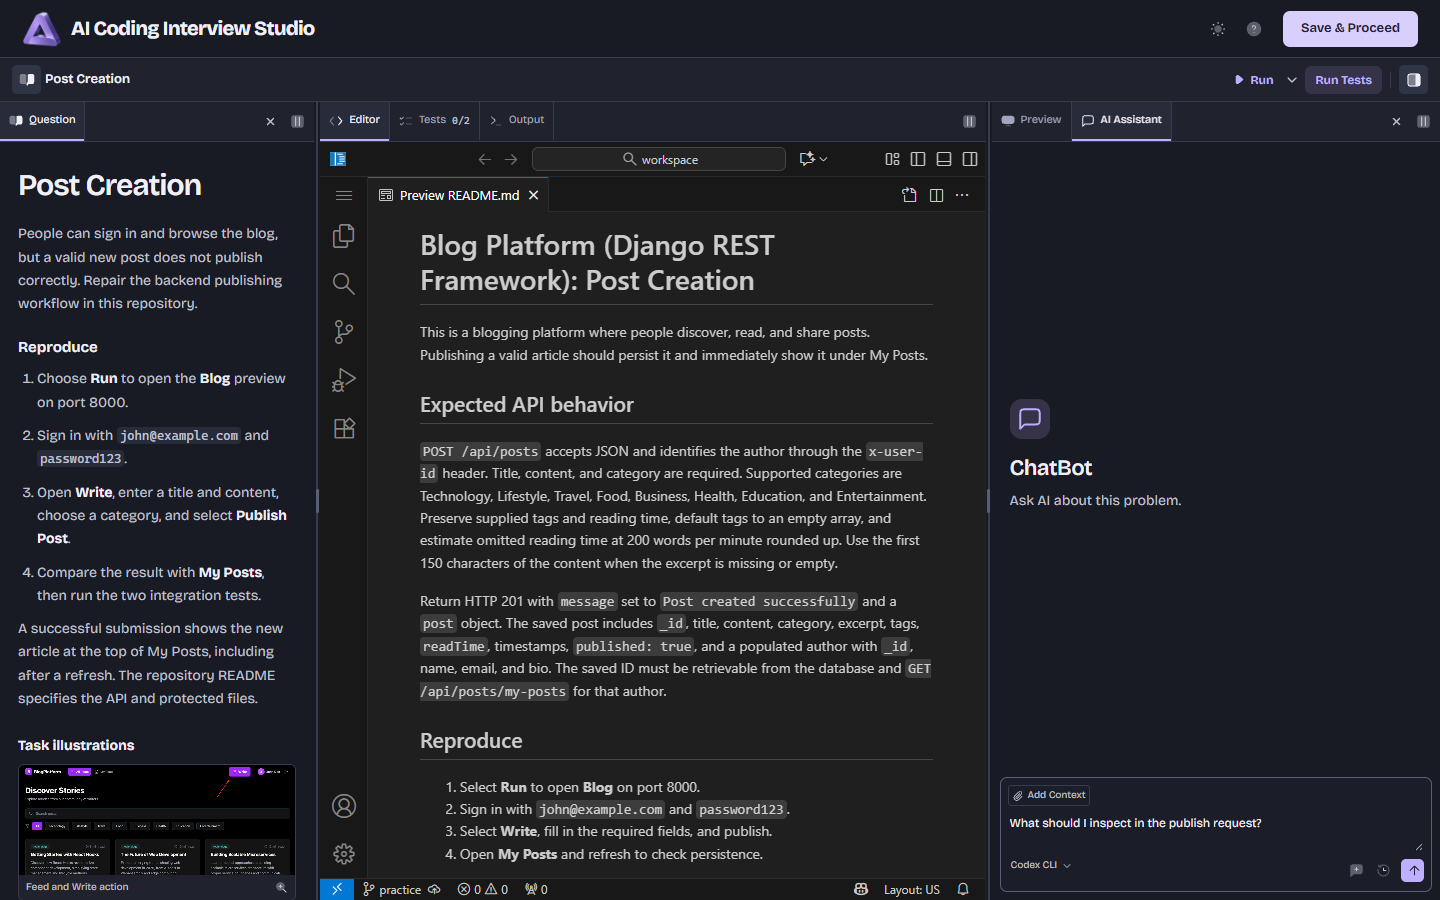 AI Coding Interview Studio
Save & Proceed
Post Creation
Run
Run Tests
Question
Post Creation
People can sign in and browse the blog,
but a valid new post does not publish
correctly. Repair the backend publishing
workflow in this repository.
Reproduce
1. Choose Run to open the Blog preview
on port 8000.
2. Sign in with john@example.com and
password123.
3. Open Write, enter a title and content,
choose a category, and select Publish
Post.
4. Compare the result with My Posts,
then run the two integration tests.
A successful submission shows the new
article at the top of My Posts, including
after a refresh. The repository README
specifies the API and protected files.
Task illustrations
BlogPlatform
Discover Stories
Getting Started with React Hooks
The Future of Web Development
Building Scalable Microservices
Feed and Write action
Editor
Tests 0/2
Output
workspace
Preview README.md
Blog Platform (Django REST
Framework): Post Creation
This is a blogging platform where people discover, read, and share posts.
Publishing a valid article should persist it and immediately show it under My Posts.
Expected API behavior
POST /api/posts accepts JSON and identifies the author through the x-user-
id header. Title, content, and category are required. Supported categories are
Technology, Lifestyle, Travel, Food, Business, Health, Education, and Entertainment.
Preserve supplied tags and reading time, default tags to an empty array, and
estimate omitted reading time at 200 words per minute rounded up. Use the first
150 characters of the content when the excerpt is missing or empty.
Return HTTP 201 with message set to Post created successfully and a
post object. The saved post includes _id, title, content, category, excerpt, tags,
readTime, timestamps, published: true, and a populated author with _id,
name, email, and bio. The saved ID must be retrievable from the database and GET
/api/posts/my-posts for that author.
Reproduce
1. Select Run to open Blog on port 8000.
2. Sign in with john@example.com and password123.
3. Select Write, fill in the required fields, and publish.
4. Open My Posts and refresh to check persistence.
practice
0
0
0
Layout: US
Preview
AI Assistant
ChatBot
Ask AI about this problem.
Add Context
What should I inspect in the publish request?
Codex CLI